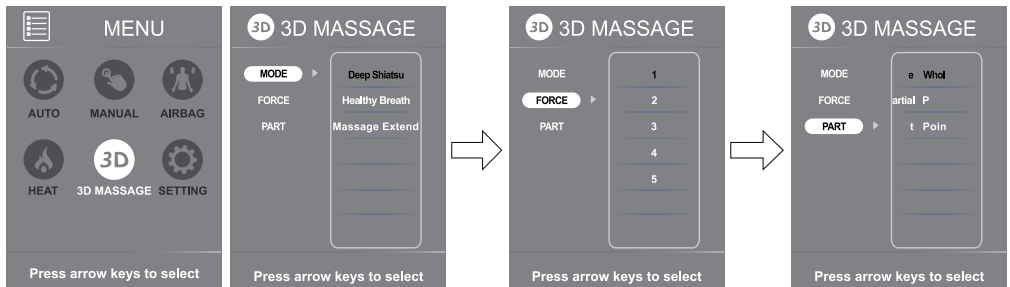 MENU
AUTO MANUAL AIRBAG
3D
HEAT 3D MASSAGE SETTING
Press arrow keys to select
3D 3D MASSAGE
MODE Deep Shiatsu
FORCE Healthy Breath
PART Massage Extend
Press arrow keys to select
3D 3D MASSAGE
MODE 1
FORCE 2
PART 3
4
5
Press arrow keys to select
3D 3D MASSAGE
MODE e Whol
FORCE artial P
PART t Poin
Press arrow keys to select